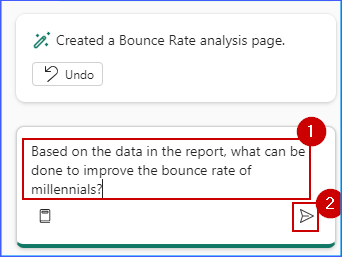 Created a Bounce Rate analysis page.
Undo
1
Based on the data in the report, what can be
done to improve the bounce rate of
millennials?
2